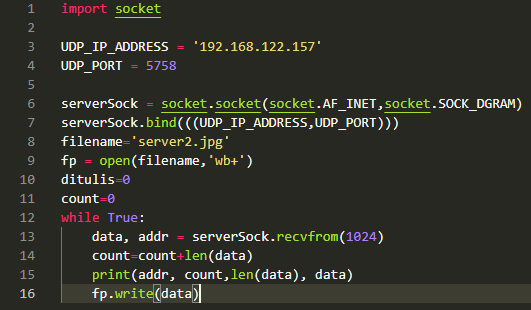 1 import socket
2
3 UDP_IP_ADDRESS = '192.168.122.157'
4 UDP_PORT = 5758
5
6 serverSock = socket.socket(socket.AF_INET,socket.SOCK_DGRAM)
7 serverSock.bind(((UDP_IP_ADDRESS,UDP_PORT)))
8 filename='server2.jpg'
9 fp = open(filename,'wb+')
10 ditulis=0
11 count=0
12 while True:
13     data, addr = serverSock.recvfrom(1024)
14     count=count+len(data)
15     print(addr, count,len(data), data)
16     fp.write(data)